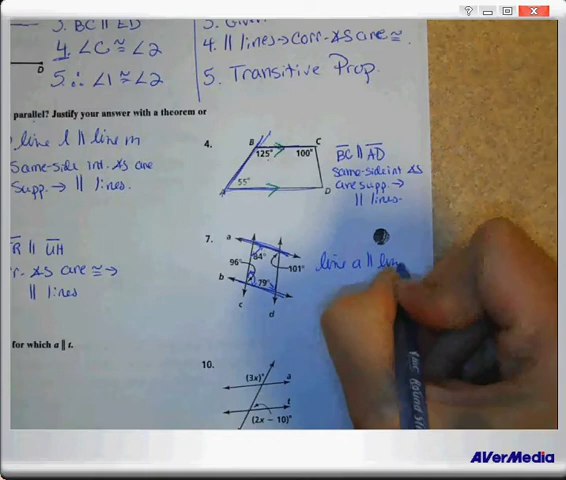 3. BC || ED
3. Given
4. ∠C ≅ ∠2
4. || lines → corr. ∡s are ≅.
5. ∴ ∠1 ≅ ∠2
5. Transitive Prop.
D
parallel? Justify your answer with a theorem or
line l || line m
Same-side int. ∡s are
supp. → || lines.
4.
B
C
125°
100°
55°
A
D
BC || AD
same-side int ∡s
are supp. →
|| lines.
R || UH
∡s are ≅ →
|| lines
7.
a
84°
96°
101°
b
79°
c
d
line a || lin
for which a || t.
10.
(3x)°
a
t
(2x − 10)°
AVerMedia